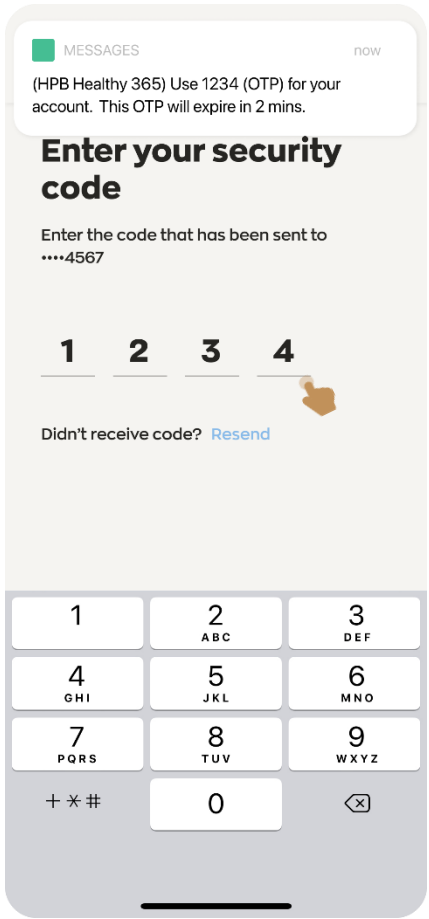 MESSAGES now
(HPB Healthy 365) Use 1234 (OTP) for your
account. This OTP will expire in 2 mins.
Enter your security
code
Enter the code that has been sent to
••••4567
1 2 3 4
Didn't receive code? Resend
1 2 3
ABC DEF
4 5 6
GHI JKL MNO
7 8 9
PQRS TUV WXYZ
+*# 0